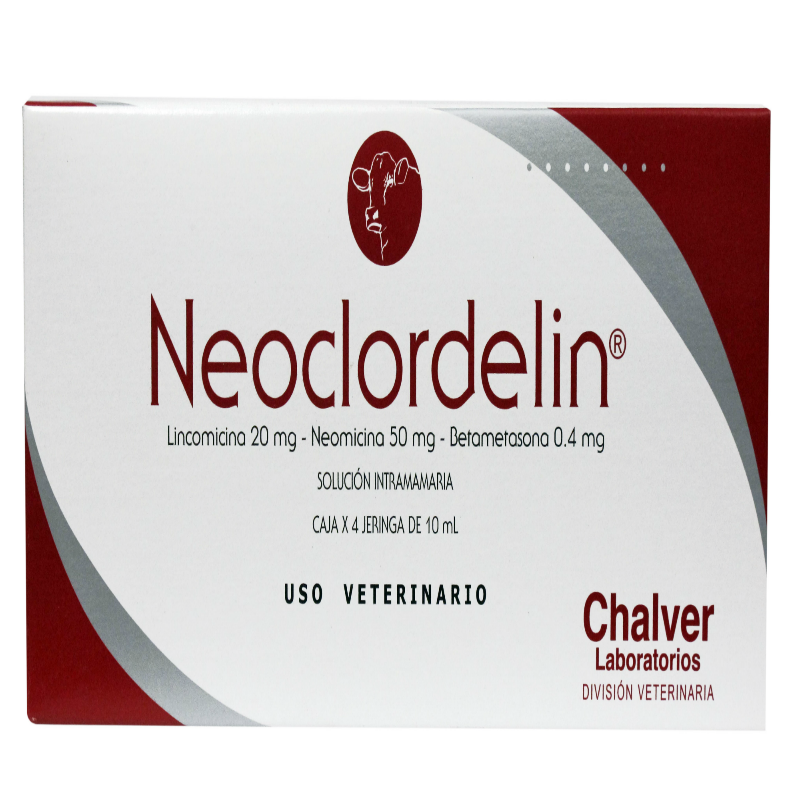 Neoclordelin®
Lincomicina 20 mg - Neomicina 50 mg - Betametasona 0.4 mg
SOLUCIÓN INTRAMAMARIA
CAJA X 4 JERINGA DE 10 mL
USO VETERINARIO
Chalver
Laboratorios
DIVISIÓN VETERINARIA